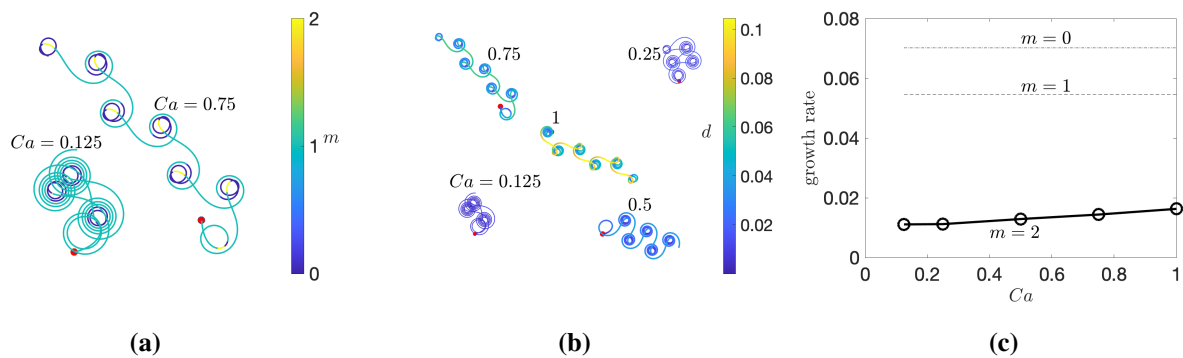 2
Ca = 0.75
Ca = 0.125
1 m
0
(a)
0.1
0.75
0.25
0.08
1
d
0.06
Ca = 0.125
0.04
0.5
0.02
(b)
0.08
m = 0
0.06
m = 1
growth rate
0.04
0.02
m = 2
0
0 0.2 0.4 0.6 0.8 1
Ca
(c)